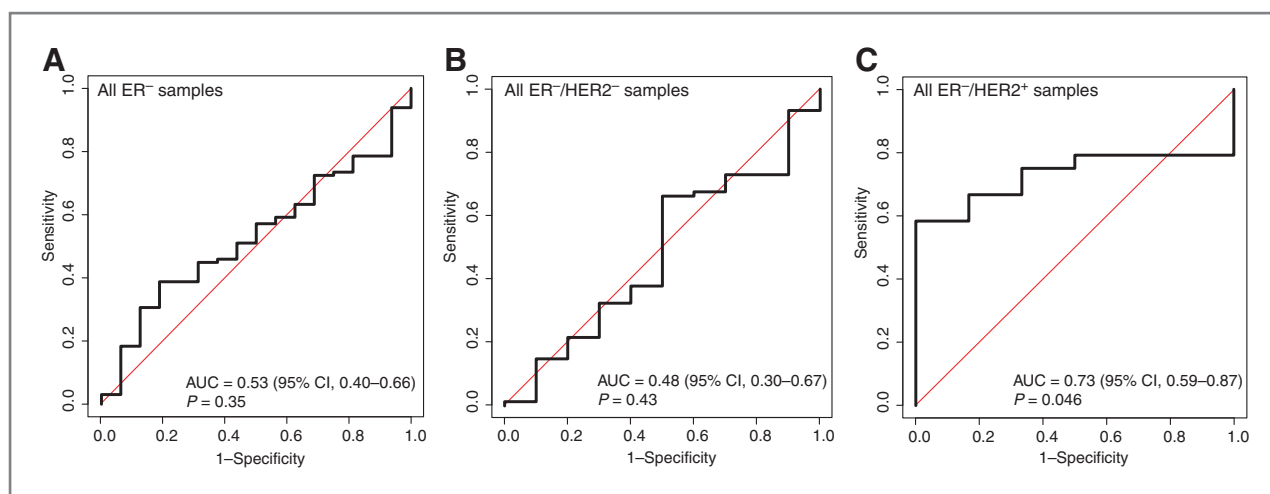 A
All ER⁻ samples
Sensitivity
1.0
0.8
0.6
0.4
0.2
0.0
AUC = 0.53 (95% CI, 0.40–0.66)
P = 0.35
0.0 0.2 0.4 0.6 0.8 1.0
1–Specificity
B
All ER⁻/HER2⁻ samples
Sensitivity
1.0
0.8
0.6
0.4
0.2
0.0
AUC = 0.48 (95% CI, 0.30–0.67)
P = 0.43
0.0 0.2 0.4 0.6 0.8 1.0
1–Specificity
C
All ER⁻/HER2⁺ samples
Sensitivity
1.0
0.8
0.6
0.4
0.2
0.0
AUC = 0.73 (95% CI, 0.59–0.87)
P = 0.046
0.0 0.2 0.4 0.6 0.8 1.0
1–Specificity